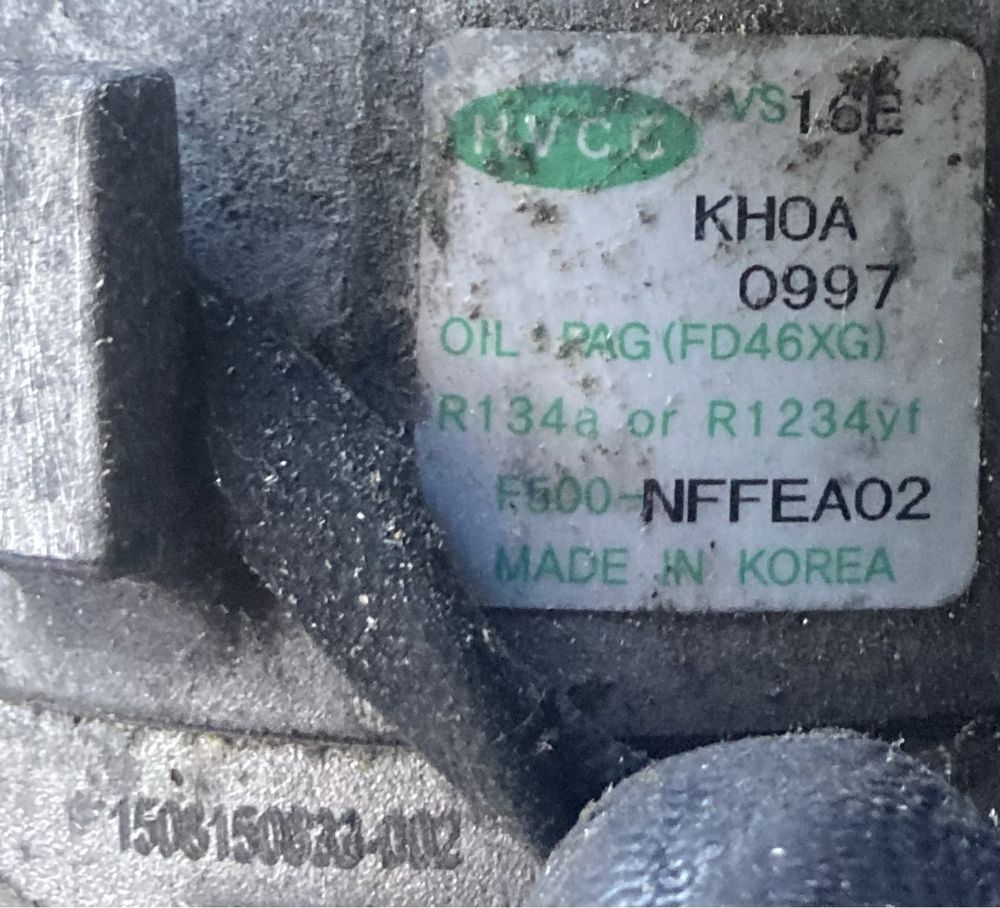 HVCC VS16E
KHOA
0997
OIL : PAG(FD46XG)
R134a or R1234yf
F500-NFFEA02
MADE IN KOREA